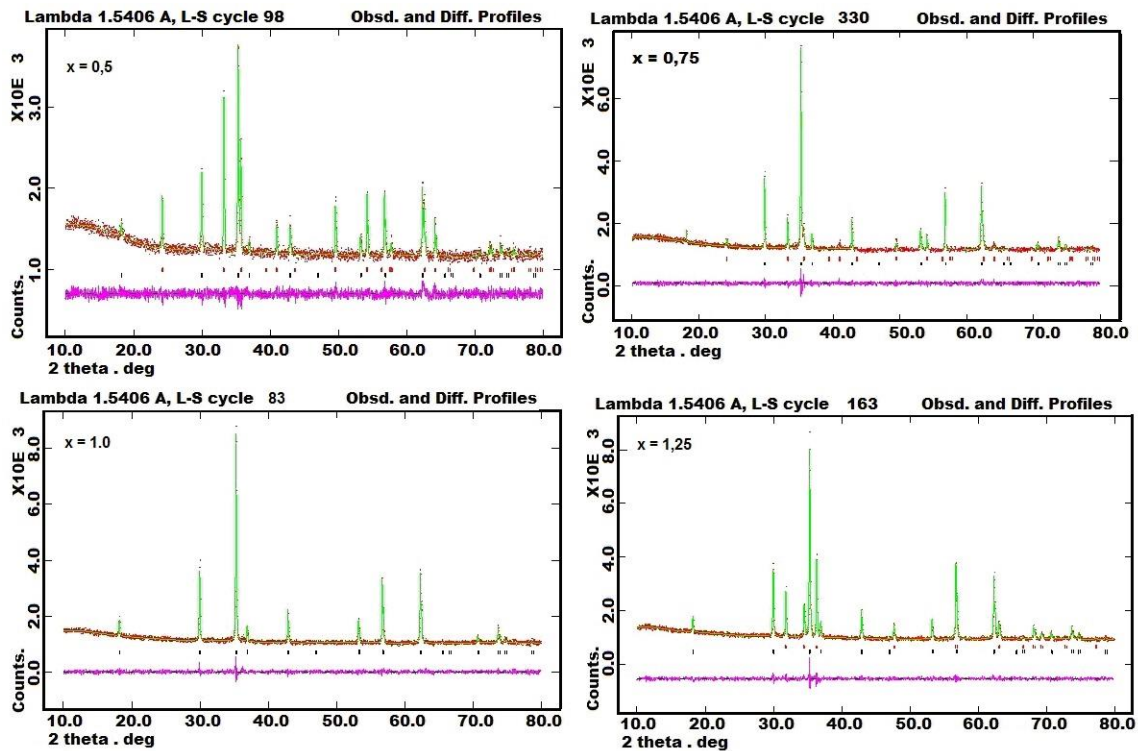 Lambda 1.5406 A, L-S cycle 98 Obsd. and Diff. Profiles
X10E 3
Counts.
x = 0,5
3.0
2.0
1.0
10.0 20.0 30.0 40.0 50.0 60.0 70.0 80.0
2 theta . deg
Lambda 1.5406 A, L-S cycle 330 Obsd. and Diff. Profiles
X10E 3
Counts.
x = 0,75
6.0
4.0
2.0
0.0
10.0 20.0 30.0 40.0 50.0 60.0 70.0 80.0
2 theta . deg
Lambda 1.5406 A, L-S cycle 83 Obsd. and Diff. Profiles
X10E 3
Counts.
x = 1.0
8.0
6.0
4.0
2.0
0.0
10.0 20.0 30.0 40.0 50.0 60.0 70.0 80.0
2 theta . deg
Lambda 1.5406 A, L-S cycle 163 Obsd. and Diff. Profiles
X10E 3
Counts.
x = 1,25
8.0
6.0
4.0
2.0
0.0
10.0 20.0 30.0 40.0 50.0 60.0 70.0 80.0
2 theta . deg